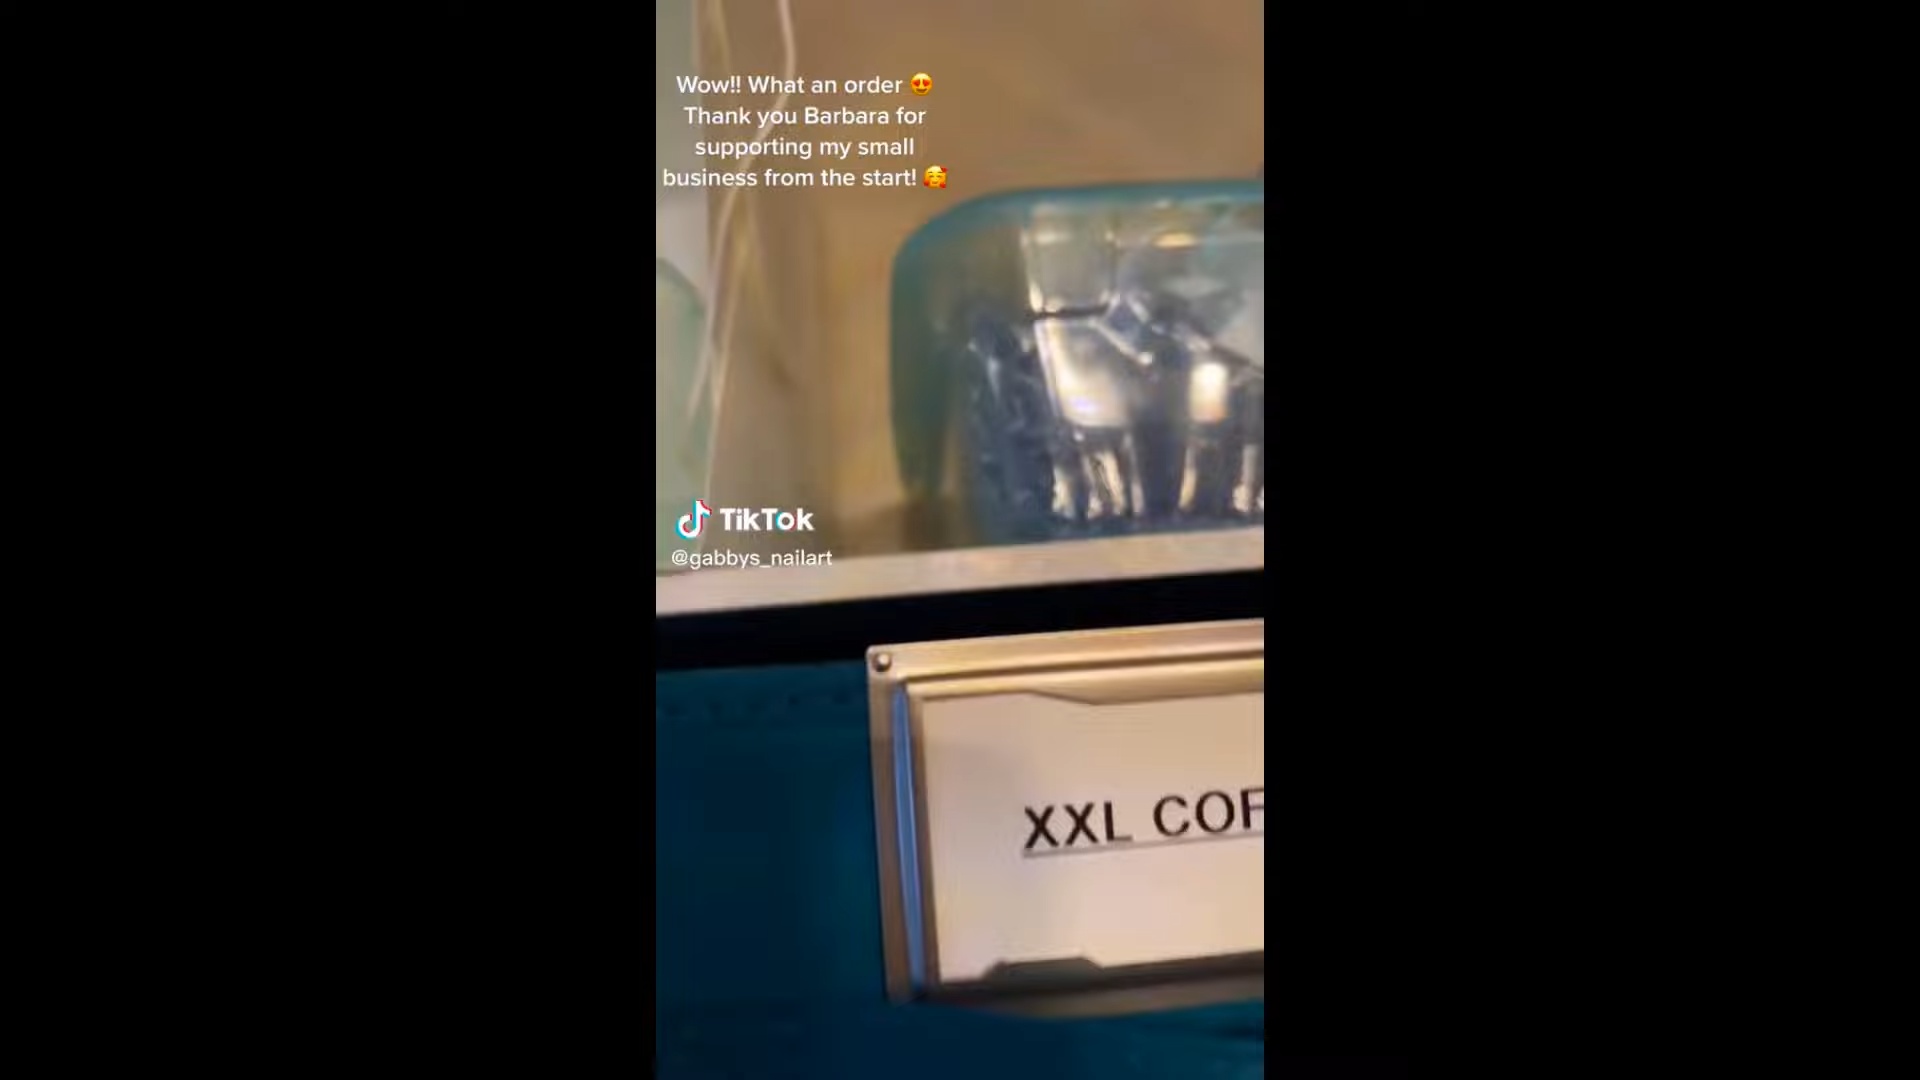 Wow!! What an order 😍
Thank you Barbara for
supporting my small
business from the start! 🥰
TikTok
@gabbys_nailart
XXL COF